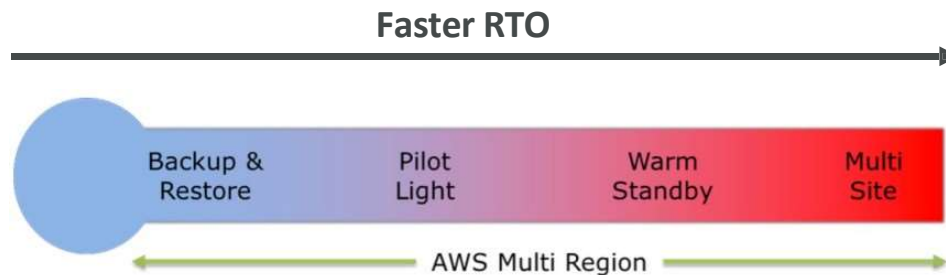 Faster RTO
Backup &
Restore
Pilot
Light
Warm
Standby
Multi
Site
AWS Multi Region